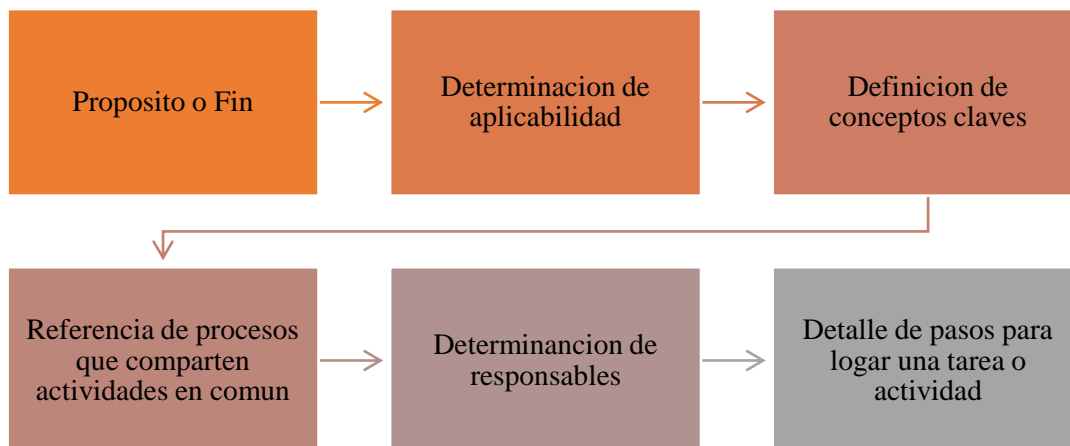 Proposito o Fin
Determinacion de
aplicabilidad
Definicion de
conceptos claves
Referencia de procesos
que comparten
actividades en comun
Determinancion de
responsables
Detalle de pasos para
logar una tarea o
actividad